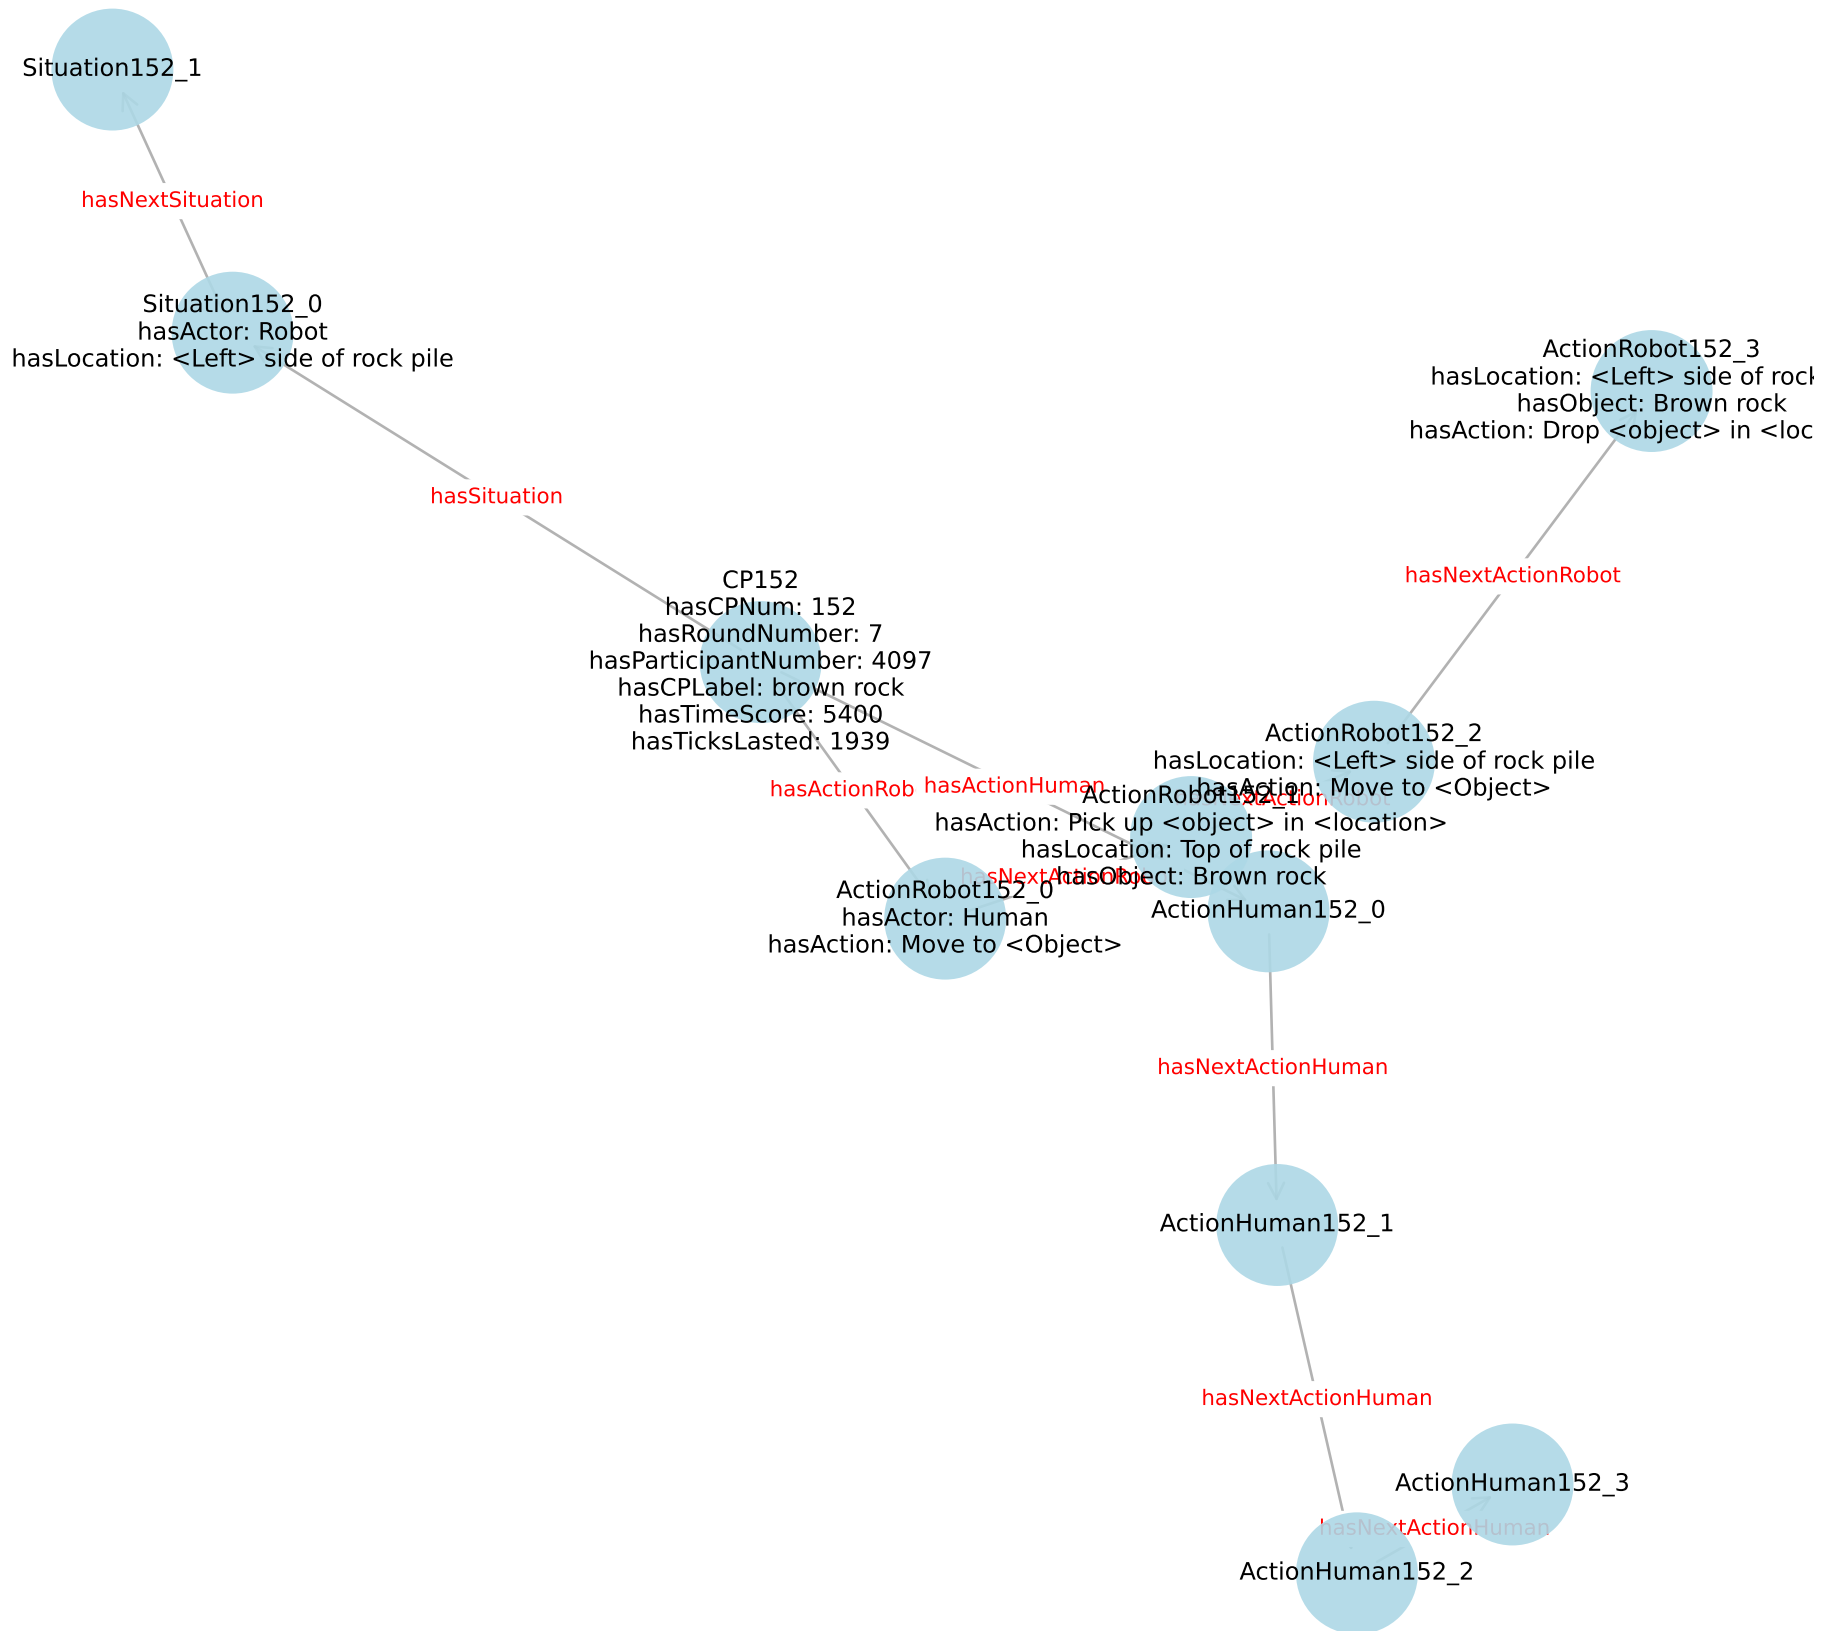 Situation152_1
hasNextSituation
Situation152_0
hasActor: Robot
hasLocation: <Left> side of rock pile
hasSituation
ActionRobot152_3
hasLocation: <Left> side of rock
hasObject: Brown rock
hasAction: Drop <object> in <loc
hasNextActionRobot
CP152
hasCPNum: 152
hasRoundNumber: 7
hasParticipantNumber: 4097
hasCPLabel: brown rock
hasTimeScore: 5400
hasTicksLasted: 1939
ActionRobot152_2
hasLocation: <Left> side of rock pile
hasAction: Move to <Object>
hasActionRob
hasActionHuman
ActionRobot152_1
hasAction: Pick up <object> in <location>
hasLocation: Top of rock pile
hasObject: Brown rock
ActionRobot152_0
hasActor: Human
hasAction: Move to <Object>
ActionHuman152_0
hasNextActionHuman
ActionHuman152_1
hasNextActionHuman
ActionHuman152_3
hasNextActionHuman
ActionHuman152_2